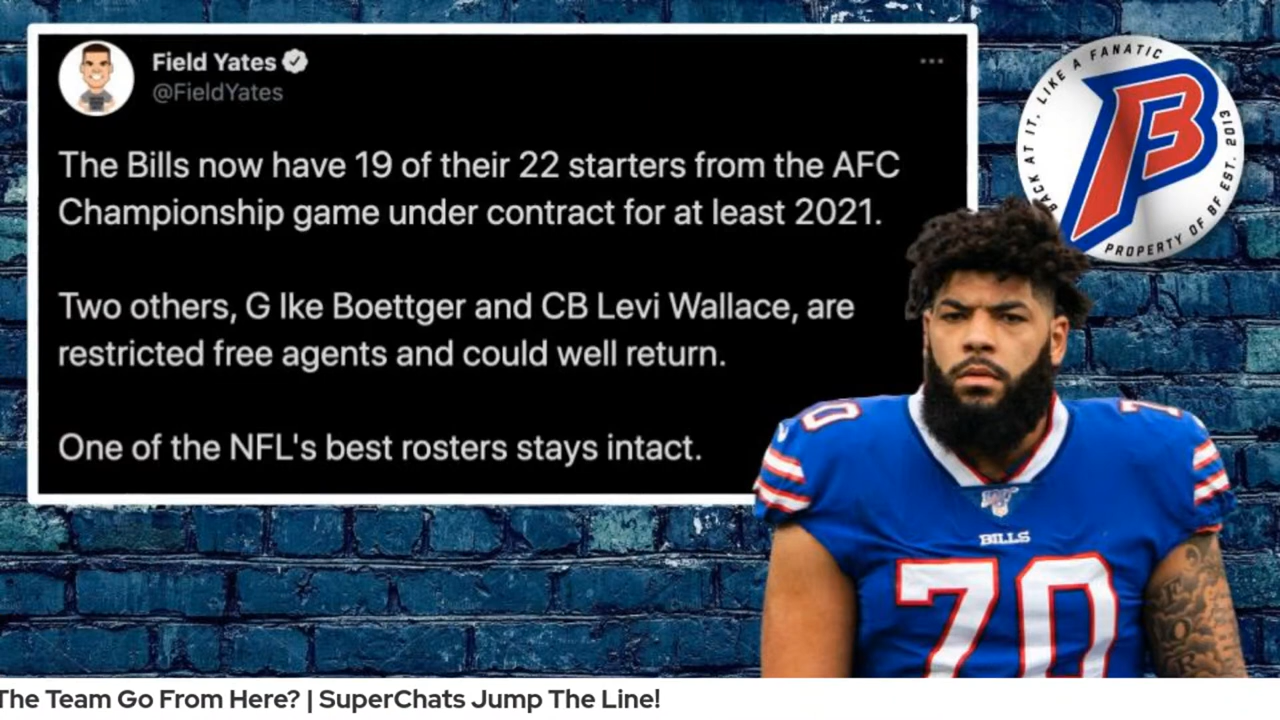 Field Yates
@FieldYates
The Bills now have 19 of their 22 starters from the AFC
Championship game under contract for at least 2021.
Two others, G Ike Boettger and CB Levi Wallace, are
restricted free agents and could well return.
One of the NFL's best rosters stays intact.
BACK AT IT, LIKE A FANATIC
BF
PROPERTY OF BF EST. 2013
70
70
BILLS
70
The Team Go From Here? | SuperChats Jump The Line!